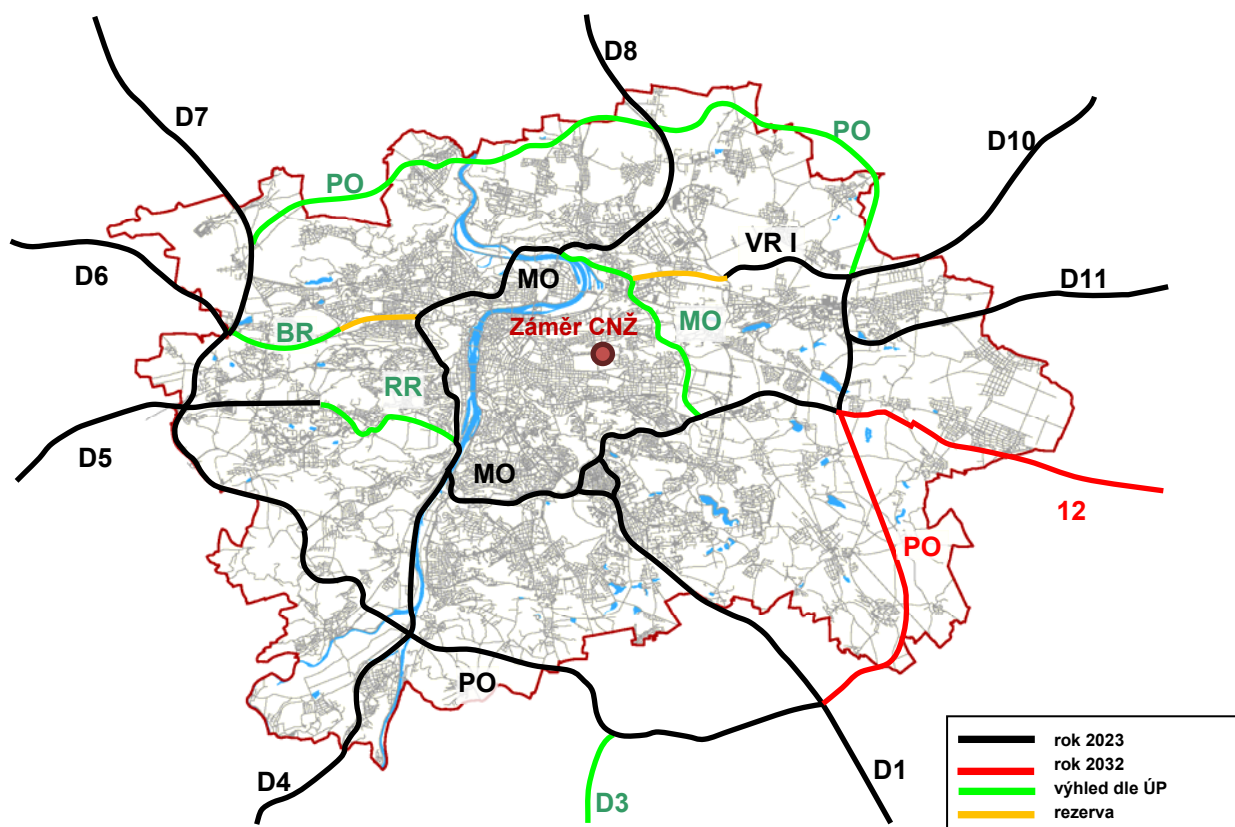 D8
D7
PO
D10
PO
VR I
D6
MO
D11
BR
MO
Záměr CNŽ
RR
D5
MO
12
PO
PO
D4
D1
D3
rok 2023
rok 2032
výhled dle ÚP
rezerva